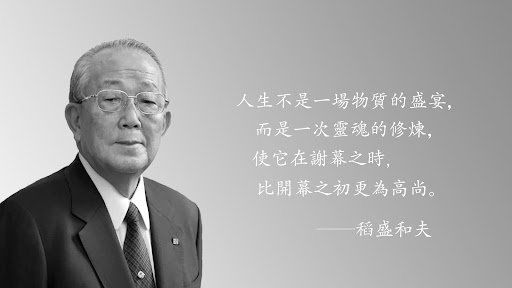 人生不是一場物質的盛宴，
而是一次靈魂的修煉，
使它在謝幕之時，
比開幕之初更為高尚。
——稻盛和夫